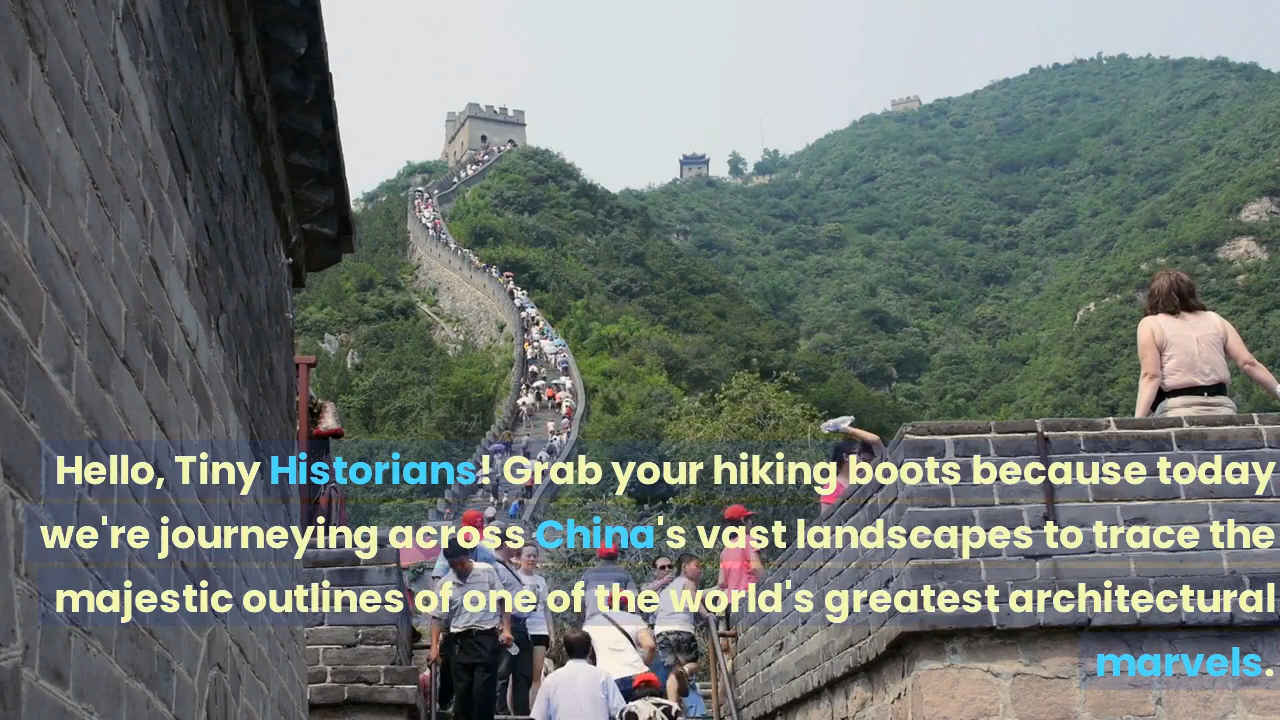 Hello, Tiny Historians! Grab your hiking boots because today
we're journeying across China's vast landscapes to trace the
majestic outlines of one of the world's greatest architectural
marvels.